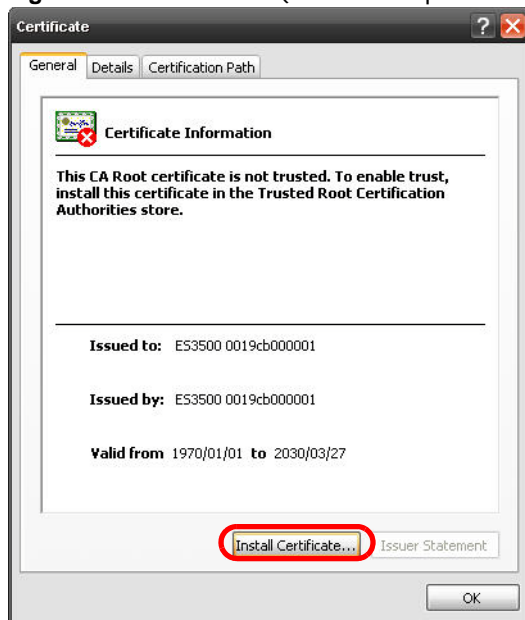 Certificate
General Details Certification Path
Certificate Information
This CA Root certificate is not trusted. To enable trust,
install this certificate in the Trusted Root Certification
Authorities store.
Issued to: ES3500 0019cb000001
Issued by: ES3500 0019cb000001
Valid from 1970/01/01 to 2030/03/27
Install Certificate... Issuer Statement
OK